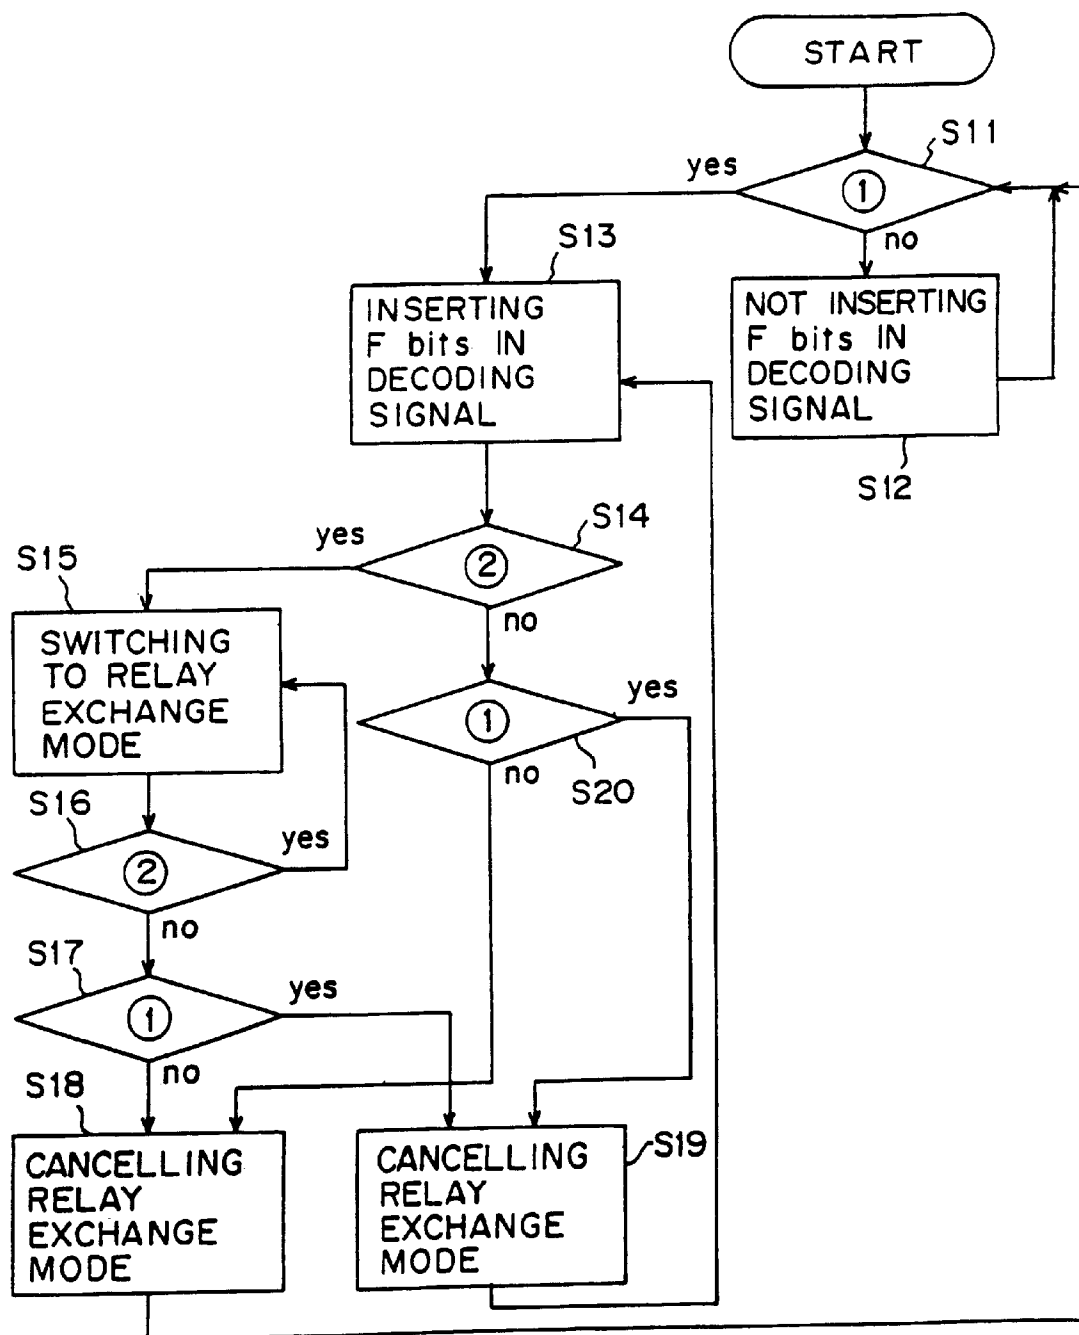 START
S11
yes
①
no
S13
INSERTING
F bits IN
DECODING
SIGNAL
NOT INSERTING
F bits IN
DECODING
SIGNAL
S12
S14
yes
②
no
S15
SWITCHING
TO RELAY
EXCHANGE
MODE
yes
①
no
S20
S16
yes
②
no
S17
yes
①
no
S18
CANCELLING
RELAY
EXCHANGE
MODE
S19
CANCELLING
RELAY
EXCHANGE
MODE